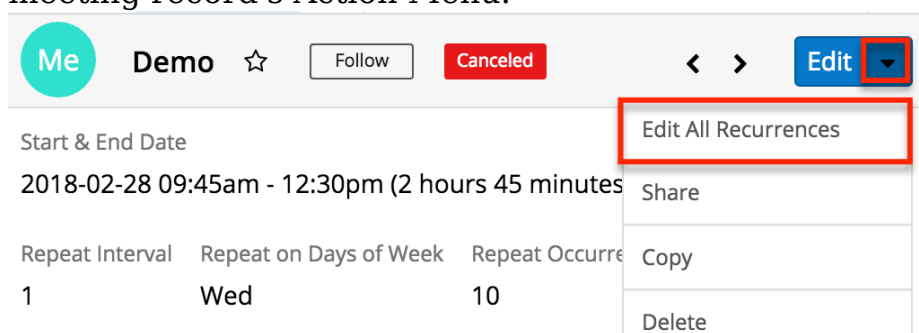 meeting record's Action Menu.
Me Demo Follow Canceled Edit
Edit All Recurrences
Start & End Date
2018-02-28 09:45am - 12:30pm (2 hours 45 minutes
Share
Repeat Interval Repeat on Days of Week Repeat Occurre
Copy
1 Wed 10
Delete